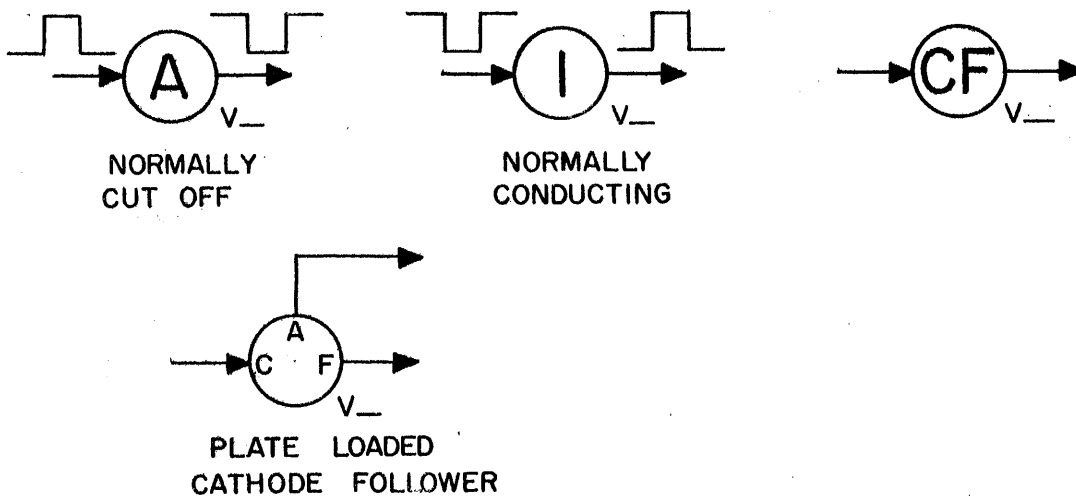 A
V_
NORMALLY
CUT OFF
I
V_
NORMALLY
CONDUCTING
CF
V_
A
C F
V_
PLATE LOADED
CATHODE FOLLOWER